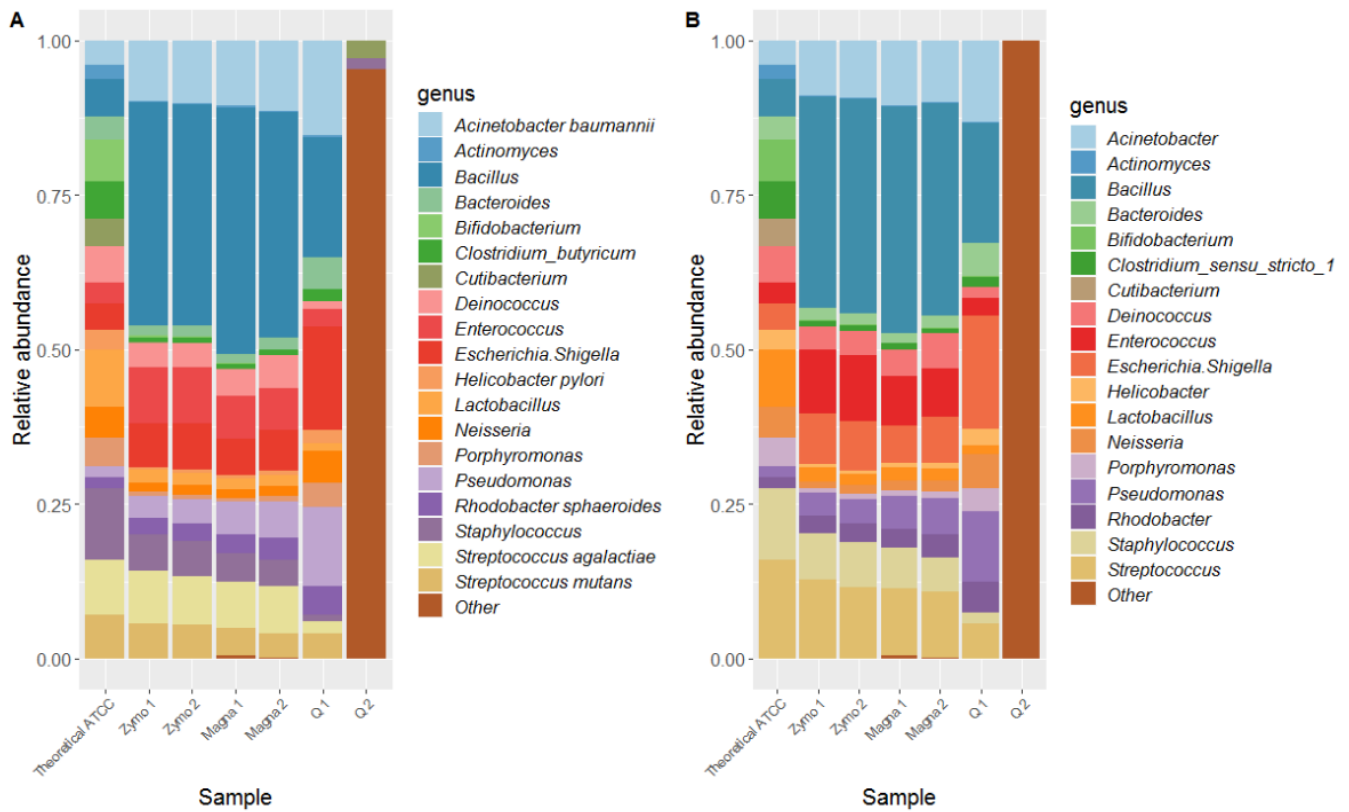 A
1.00
0.75
0.50
0.25
0.00
Relative abundance
Theoretical ATCC
Zymo 1
Zymo 2
Magna 1
Magna 2
Q 1
Q 2
Sample
genus
Acinetobacter baumannii
Actinomyces
Bacillus
Bacteroides
Bifidobacterium
Clostridium_butyricum
Cutibacterium
Deinococcus
Enterococcus
Escherichia.Shigella
Helicobacter pylori
Lactobacillus
Neisseria
Porphyromonas
Pseudomonas
Rhodobacter sphaeroides
Staphylococcus
Streptococcus agalactiae
Streptococcus mutans
Other
B
1.00
0.75
0.50
0.25
0.00
Relative abundance
Theoretical ATCC
Zymo 1
Zymo 2
Magna 1
Magna 2
Q 1
Q 2
Sample
genus
Acinetobacter
Actinomyces
Bacillus
Bacteroides
Bifidobacterium
Clostridium_sensu_stricto_1
Cutibacterium
Deinococcus
Enterococcus
Escherichia.Shigella
Helicobacter
Lactobacillus
Neisseria
Porphyromonas
Pseudomonas
Rhodobacter
Staphylococcus
Streptococcus
Other